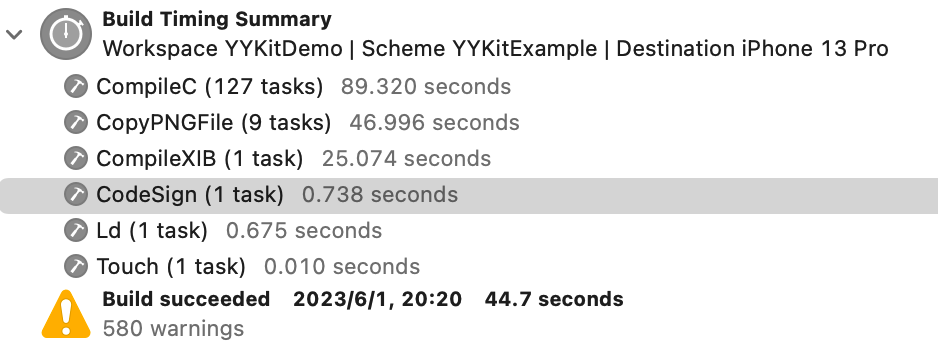 Build Timing Summary
Workspace YYKitDemo | Scheme YYKitExample | Destination iPhone 13 Pro
CompileC (127 tasks) 89.320 seconds
CopyPNGFile (9 tasks) 46.996 seconds
CompileXIB (1 task) 25.074 seconds
CodeSign (1 task) 0.738 seconds
Ld (1 task) 0.675 seconds
Touch (1 task) 0.010 seconds
Build succeeded 2023/6/1, 20:20 44.7 seconds
580 warnings